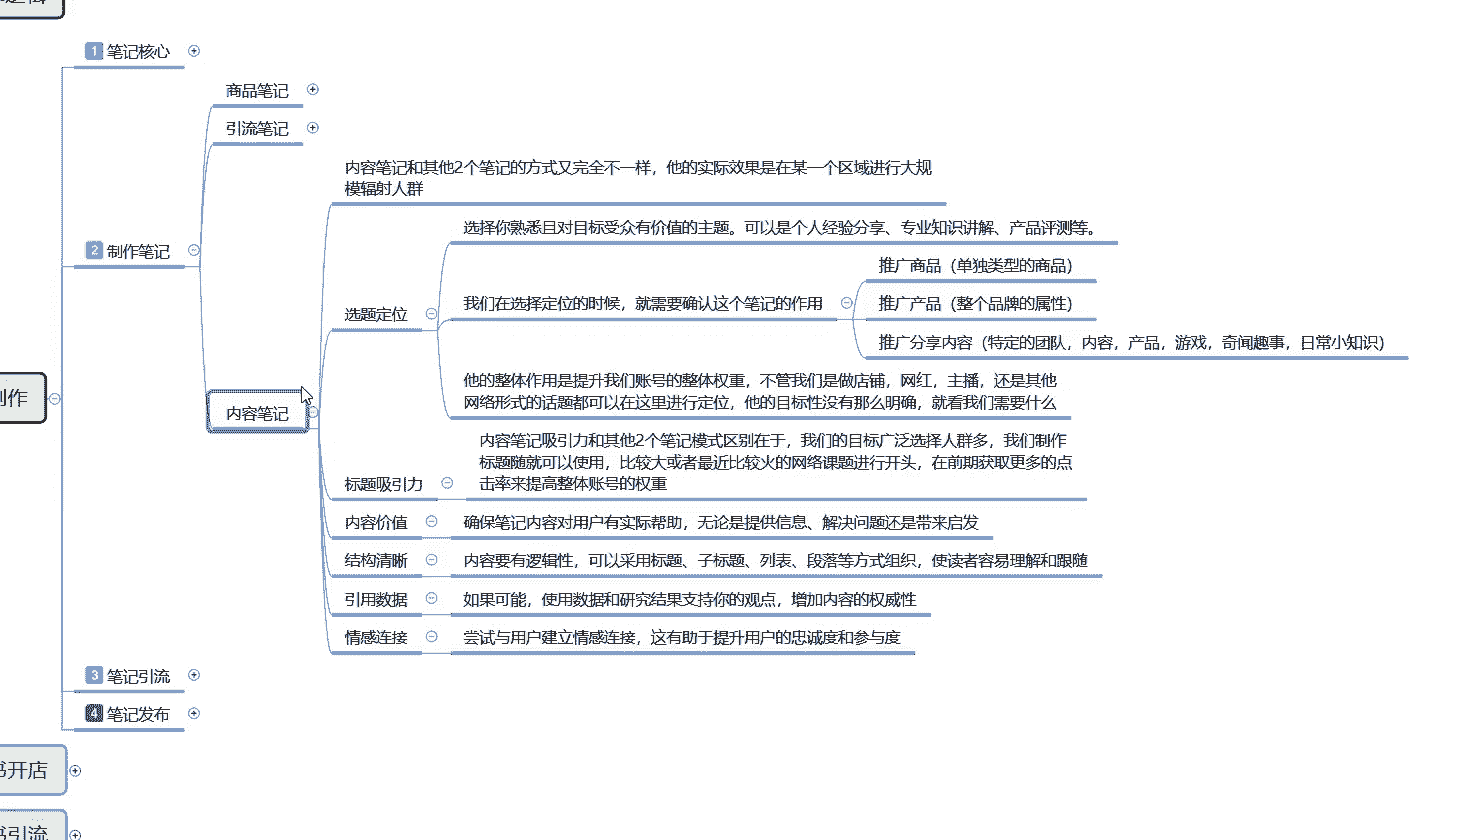 1 笔记核心
商品笔记
引流笔记
内容笔记和其他2个笔记的方式又完全不一样，他的实际效果是在某一个区域进行大规
模辐射人群
选择你熟悉且对目标受众有价值的主题。可以是个人经验分享、专业知识讲解、产品评测等。
2 制作笔记
推广商品（单独类型的商品）
选题定位
我们在选择定位的时候，就需要确认这个笔记的作用
推广产品（整个品牌的属性）
推广分享内容（特定的团队，内容，产品，游戏，奇闻趣事，日常小知识）
他的整体作用是提升我们账号的整体权重，不管我们是做店铺，网红，主播，还是其他
网络形式的话题都可以在这里进行定位，他的目标性没有那么明确，就看我们需要什么
制作
内容笔记
内容笔记吸引力和其他2个笔记模式区别在于，我们的目标广泛选择人群多，我们制作
标题随就可以使用，比较大或者最近比较火的网络课题进行开头，在前期获取更多的点
击率来提高整体账号的权重
标题吸引力
内容价值
确保笔记内容对用户有实际帮助，无论是提供信息、解决问题还是带来启发
结构清晰
内容要有逻辑性，可以采用标题、子标题、列表、段落等方式组织，使读者容易理解和跟随
引用数据
如果可能，使用数据和研究结果支持你的观点，增加内容的权威性
情感连接
尝试与用户建立情感连接，这有助于提升用户的忠诚度和参与度
3 笔记引流
4 笔记发布
书开店
书引流